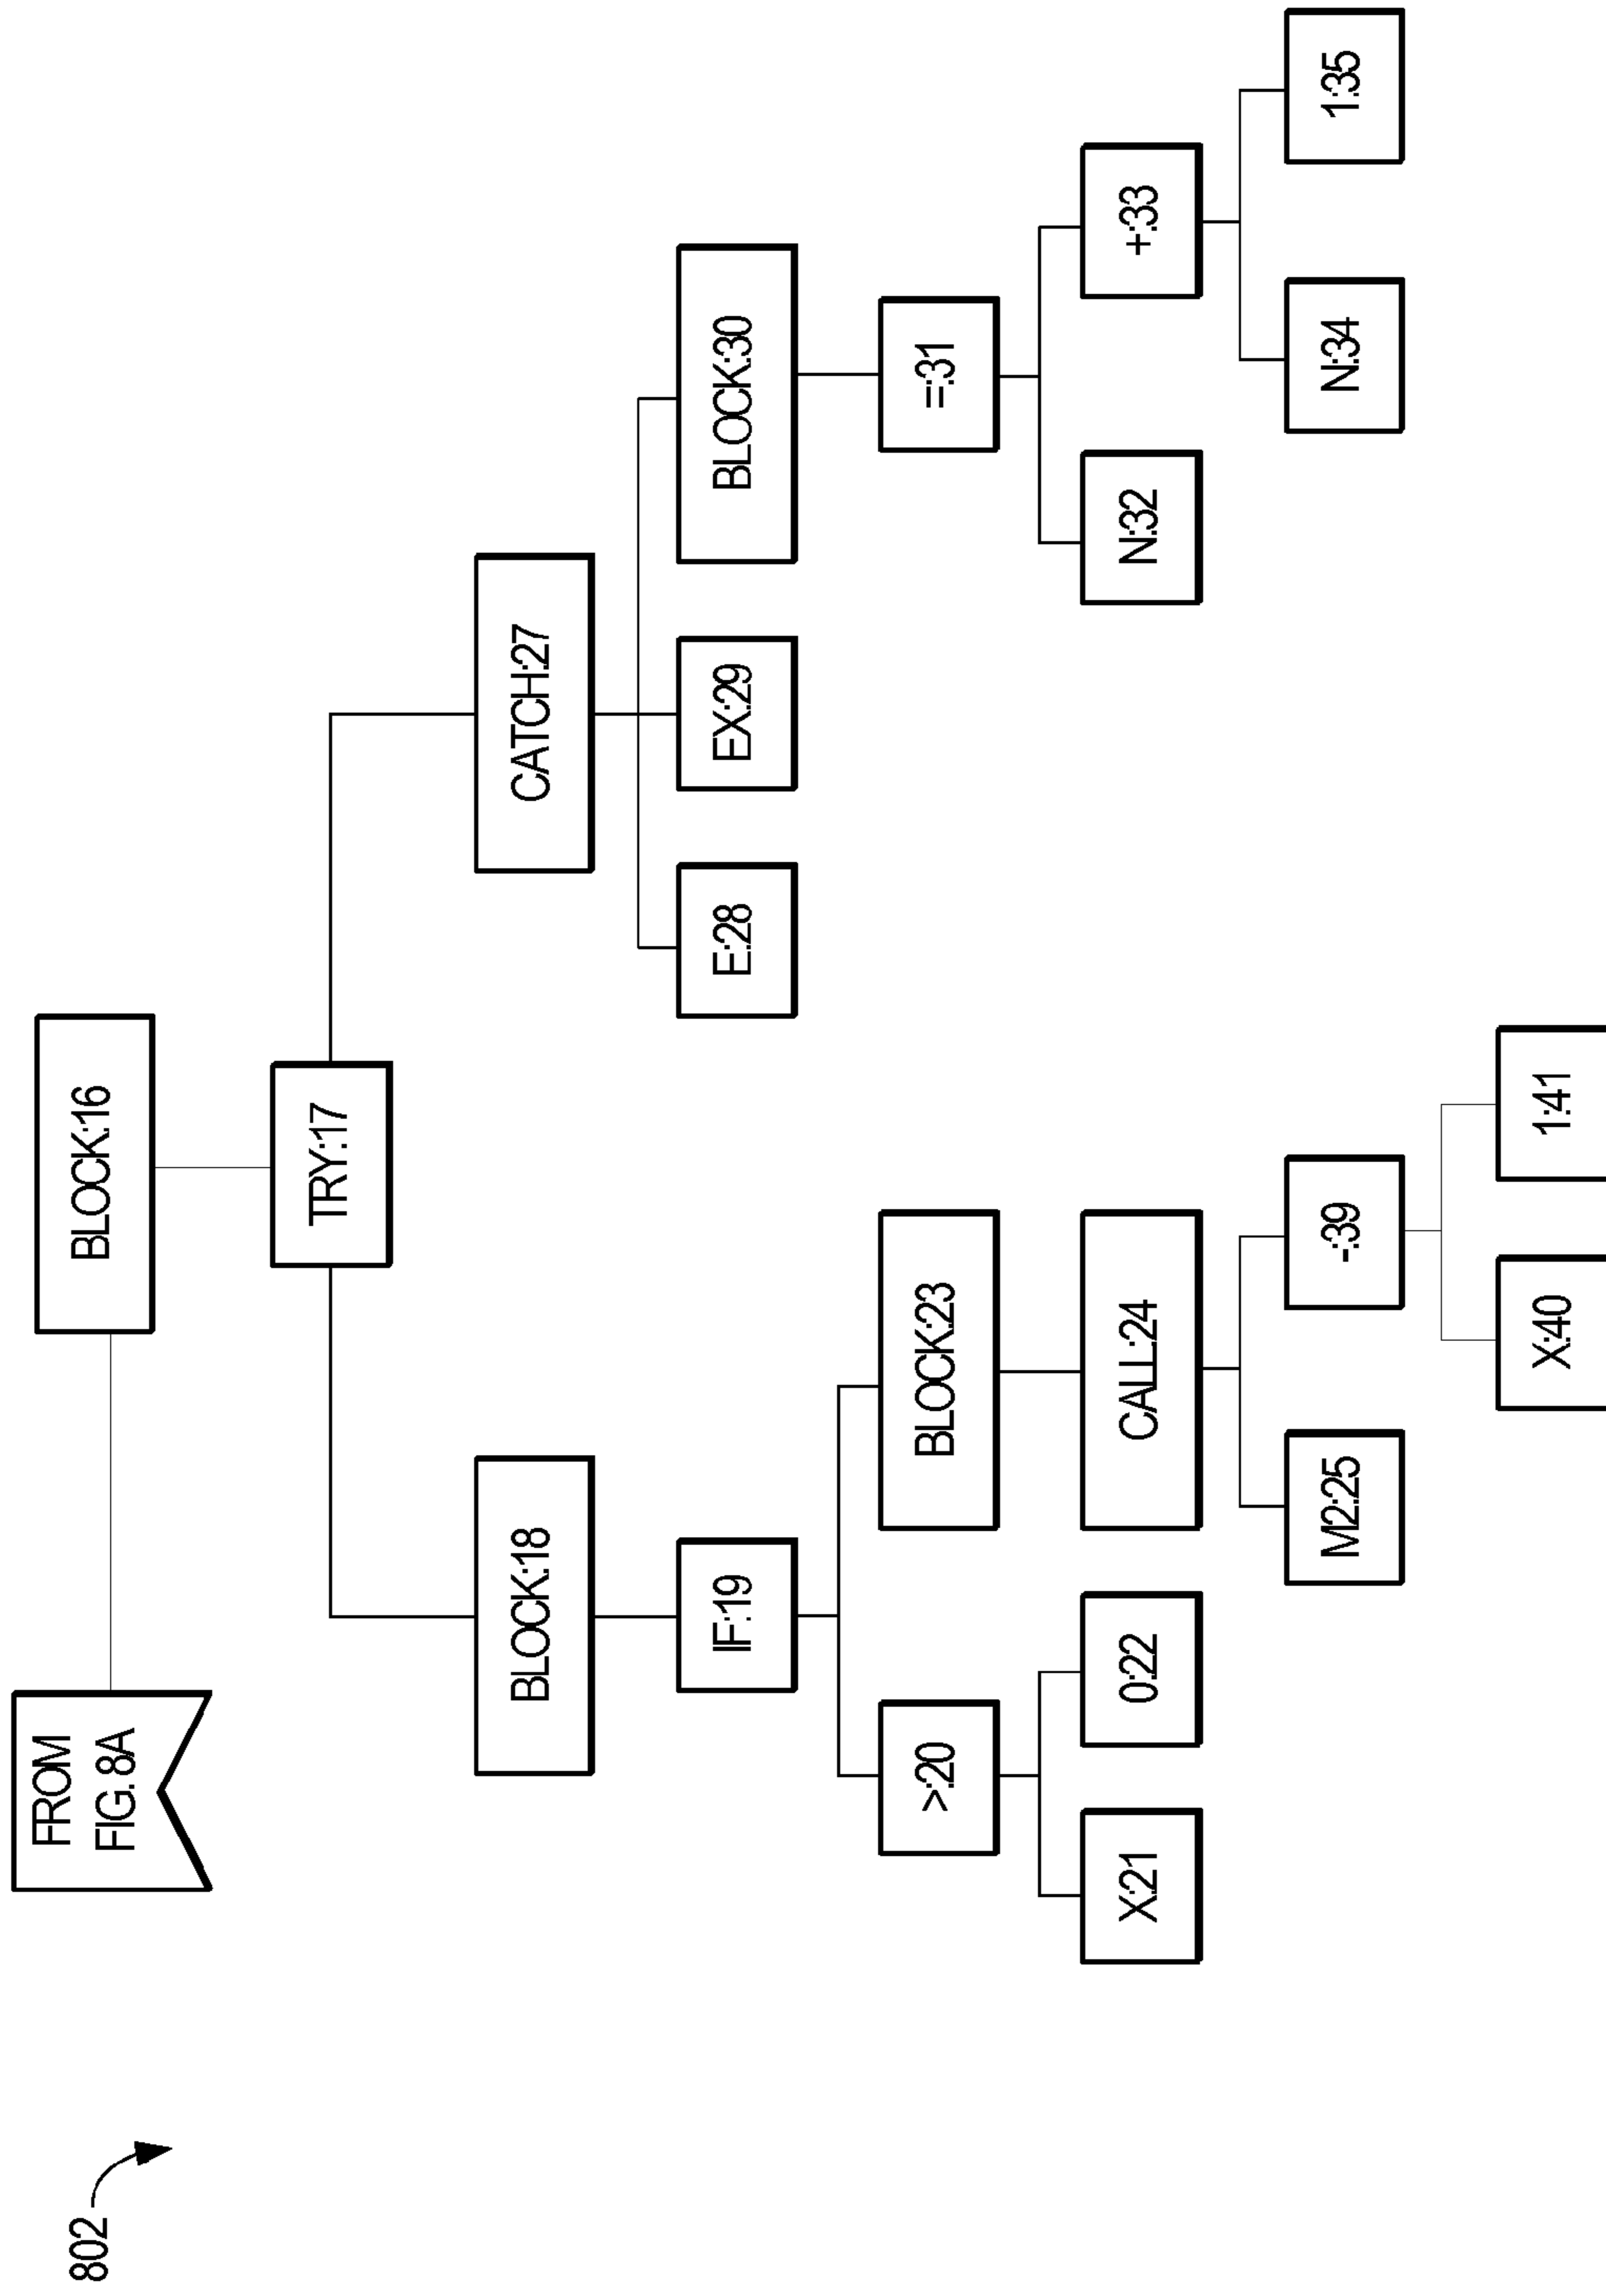 802
FROM
FIG. 8A
BLOCK:16
TRY:17
BLOCK:18
CATCH:27
IF:19
E:28
EX:29
BLOCK:30
>:20
BLOCK:23
=:31
X:21
0:22
CALL:24
N:32
+:33
M2:25
-:39
N:34
1:35
X:40
1:41